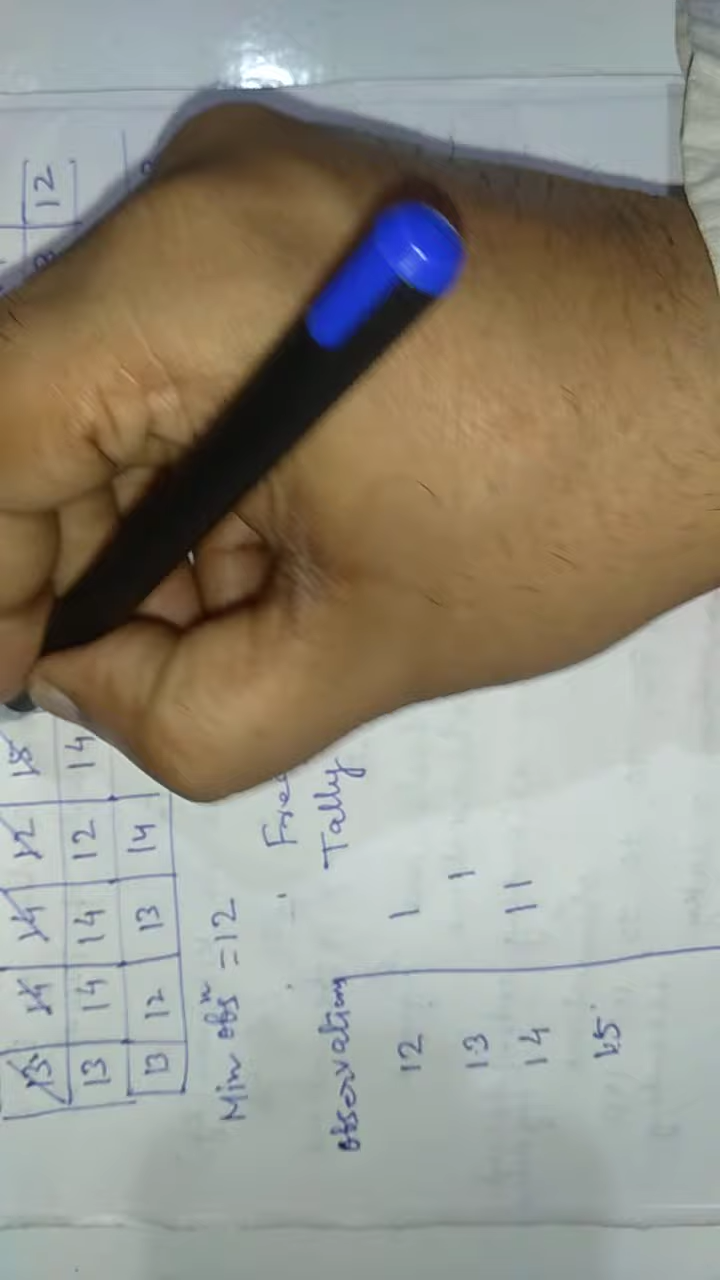 13 14 14 12 15
13 14 14 12 14 12
13 12 13 14
Min obsⁿ = 12
Observation Tally
12 |
13 |
14 ||
15